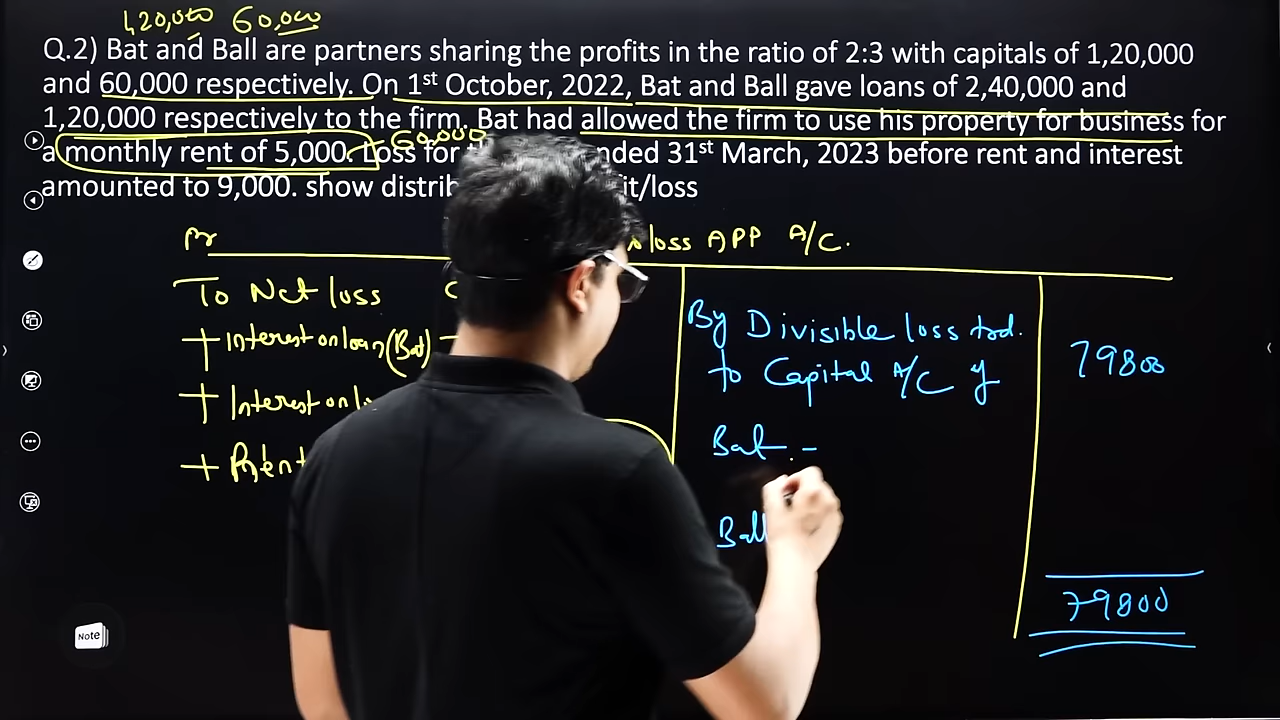 1,20,000 60,000
Q.2) Bat and Ball are partners sharing the profits in the ratio of 2:3 with capitals of 1,20,000
and 60,000 respectively. On 1st October, 2022, Bat and Ball gave loans of 2,40,000 and
1,20,000 respectively to the firm. Bat had allowed the firm to use his property for business for
60,000
a monthly rent of 5,000. Loss for nded 31st March, 2023 before rent and interest
amounted to 9,000. show distrib it/loss
loss APP A/C.
To Net loss
+ Interest on loan (Bat)
+ Interest on
+ Rent
By Divisible loss tsd.
to Capital A/C of
79800
Bat -
Ball
79800
Note